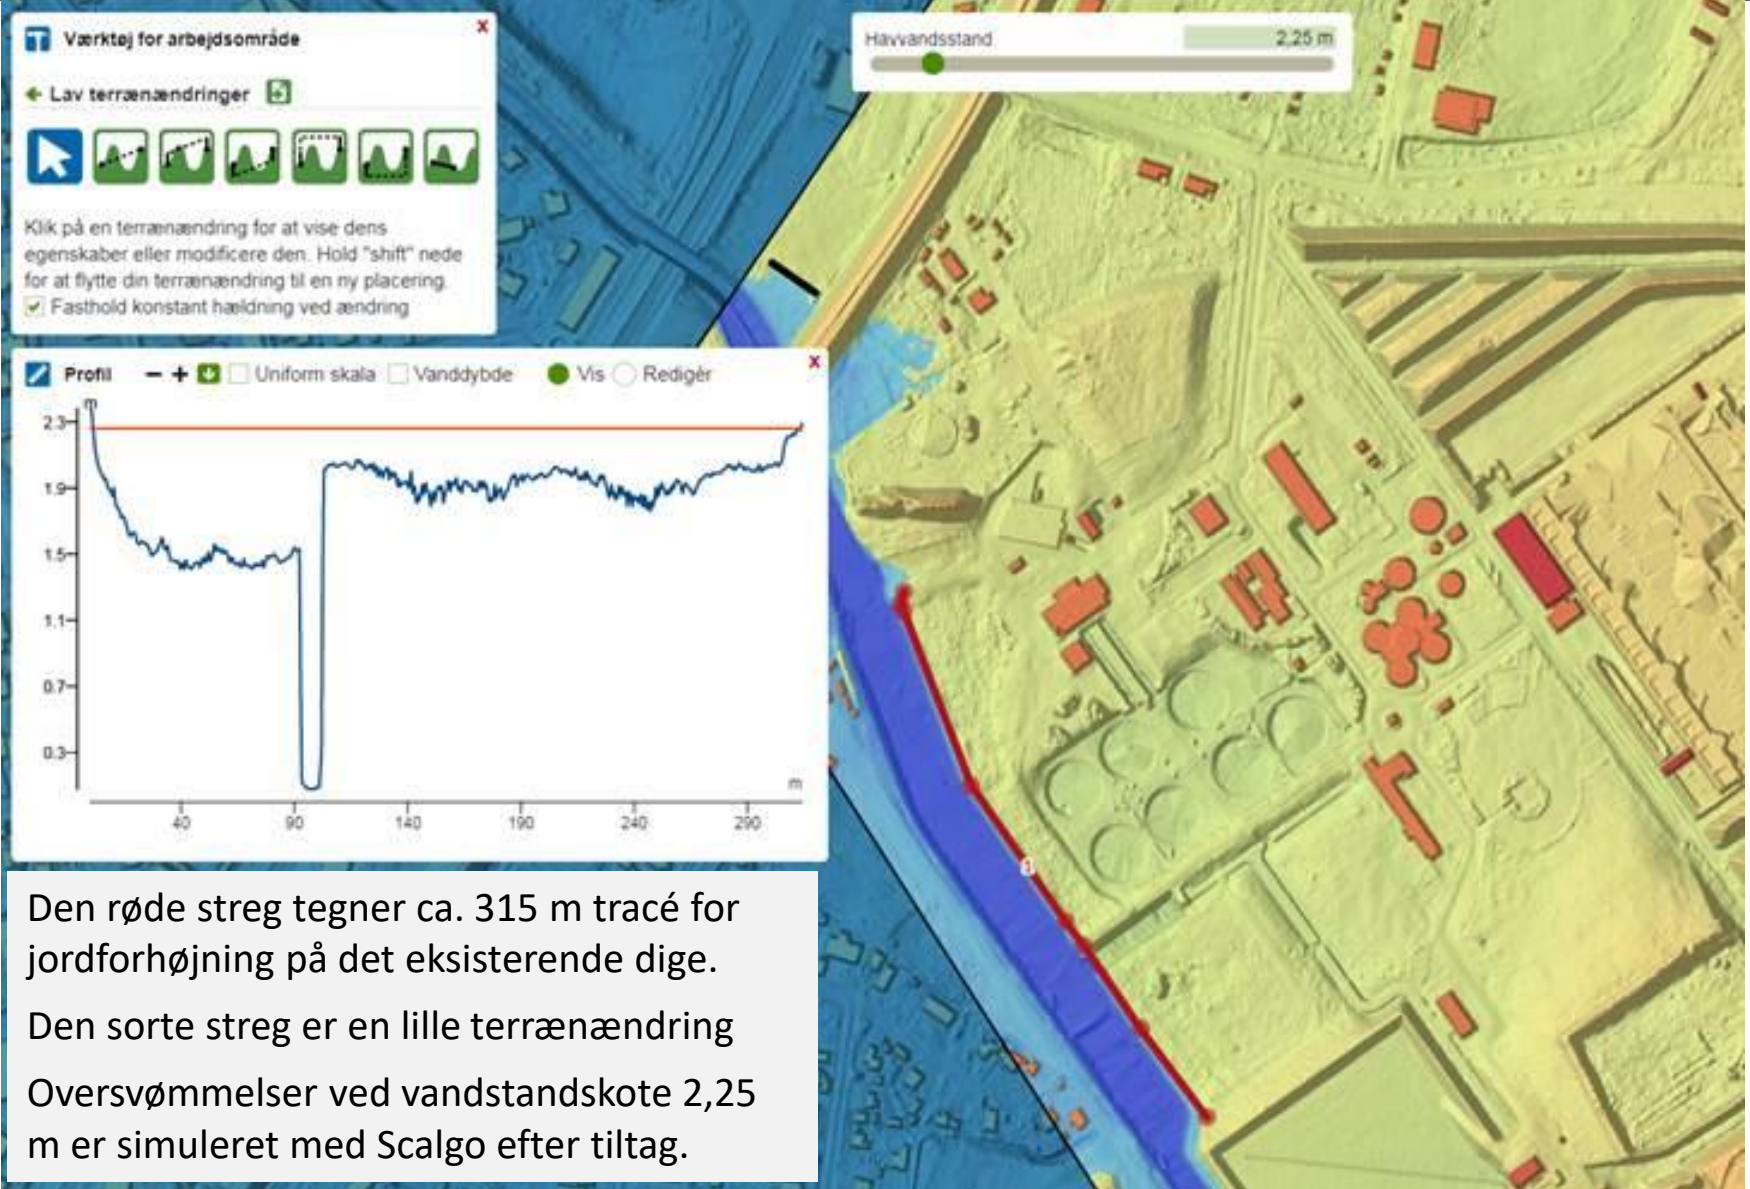 Værktøj for arbejdsområde
x
Lav terrænændringer
Klik på en terrænændring for at vise dens
egenskaber eller modificere den. Hold "shift" nede
for at flytte din terrænændring til en ny placering.
Fasthold konstant hældning ved ændring
Havvandsstand 2,25 m
Profil − + Uniform skala Vanddybde Vis Redigér
x
m
2.3
1.9
1.5
1.1
0.7
0.3
m
40 90 140 190 240 290
1
Den røde streg tegner ca. 315 m tracé for
jordforhøjning på det eksisterende dige.
Den sorte streg er en lille terrænændring
Oversvømmelser ved vandstandskote 2,25
m er simuleret med Scalgo efter tiltag.